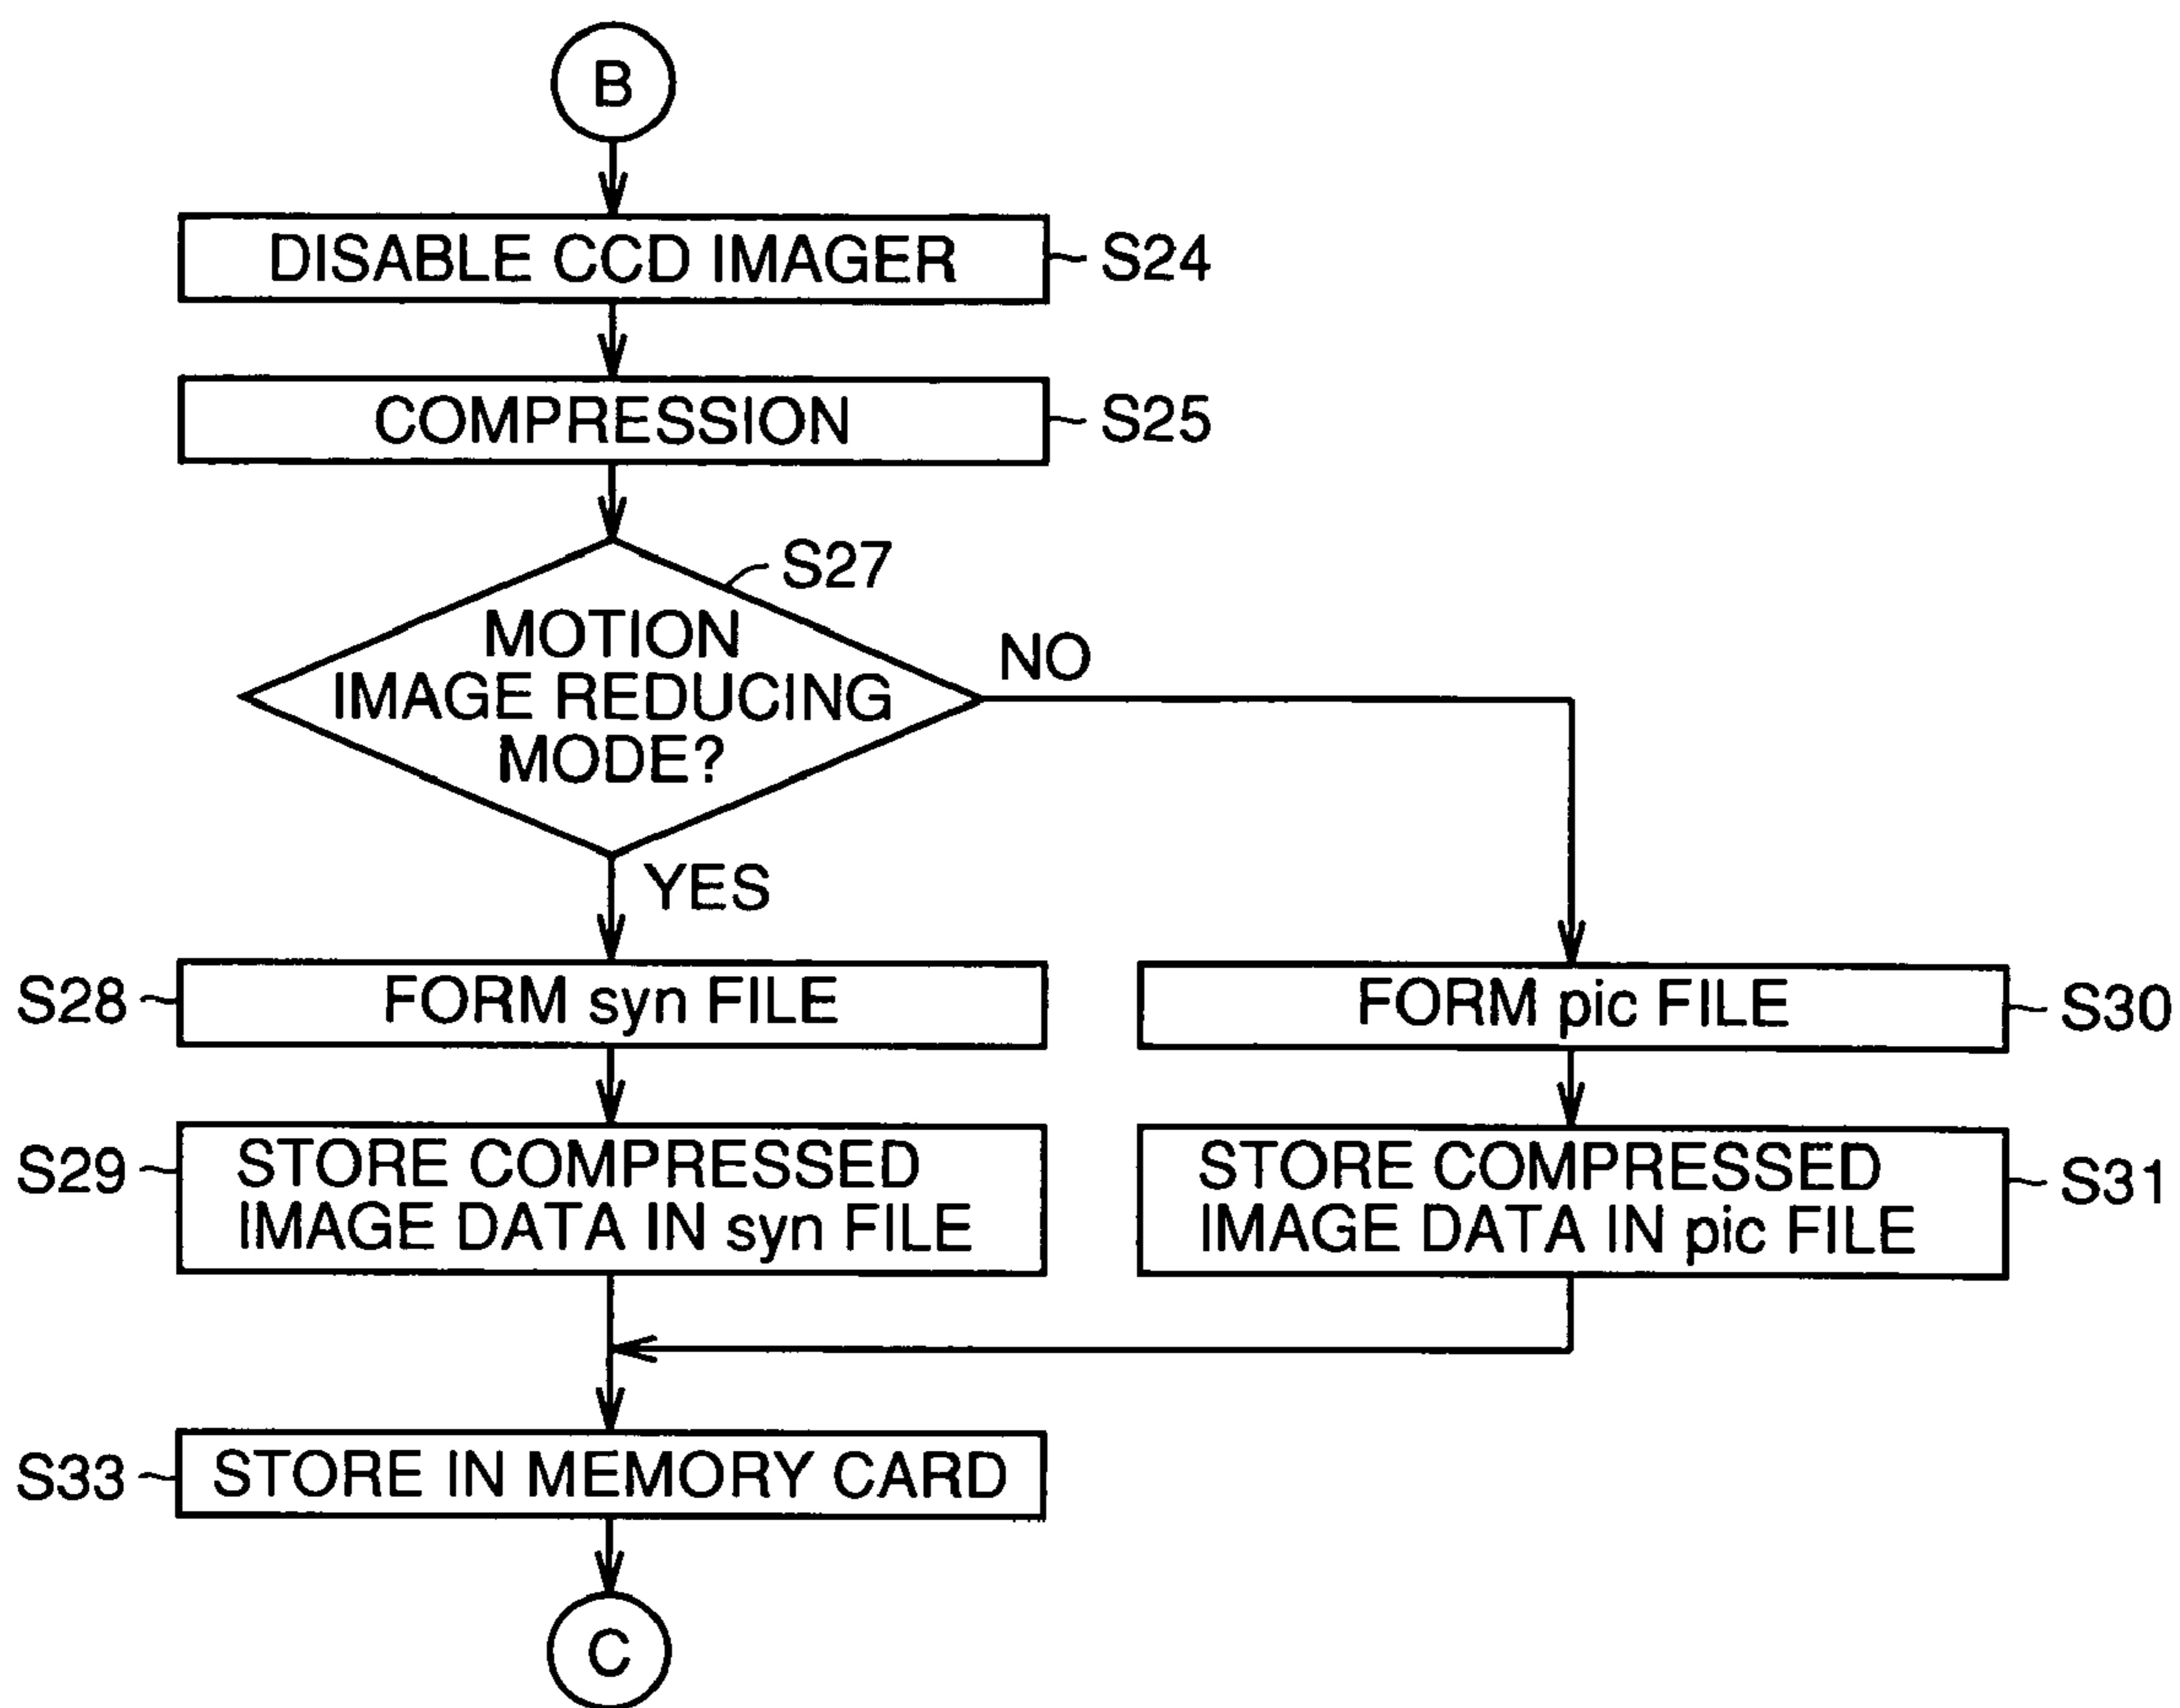 B
DISABLE CCD IMAGER
S24
COMPRESSION
S25
S27
MOTION
IMAGE REDUCING
MODE?
NO
YES
S28
FORM syn FILE
FORM pic FILE
S30
S29
STORE COMPRESSED
IMAGE DATA IN syn FILE
STORE COMPRESSED
IMAGE DATA IN pic FILE
S31
S33
STORE IN MEMORY CARD
C